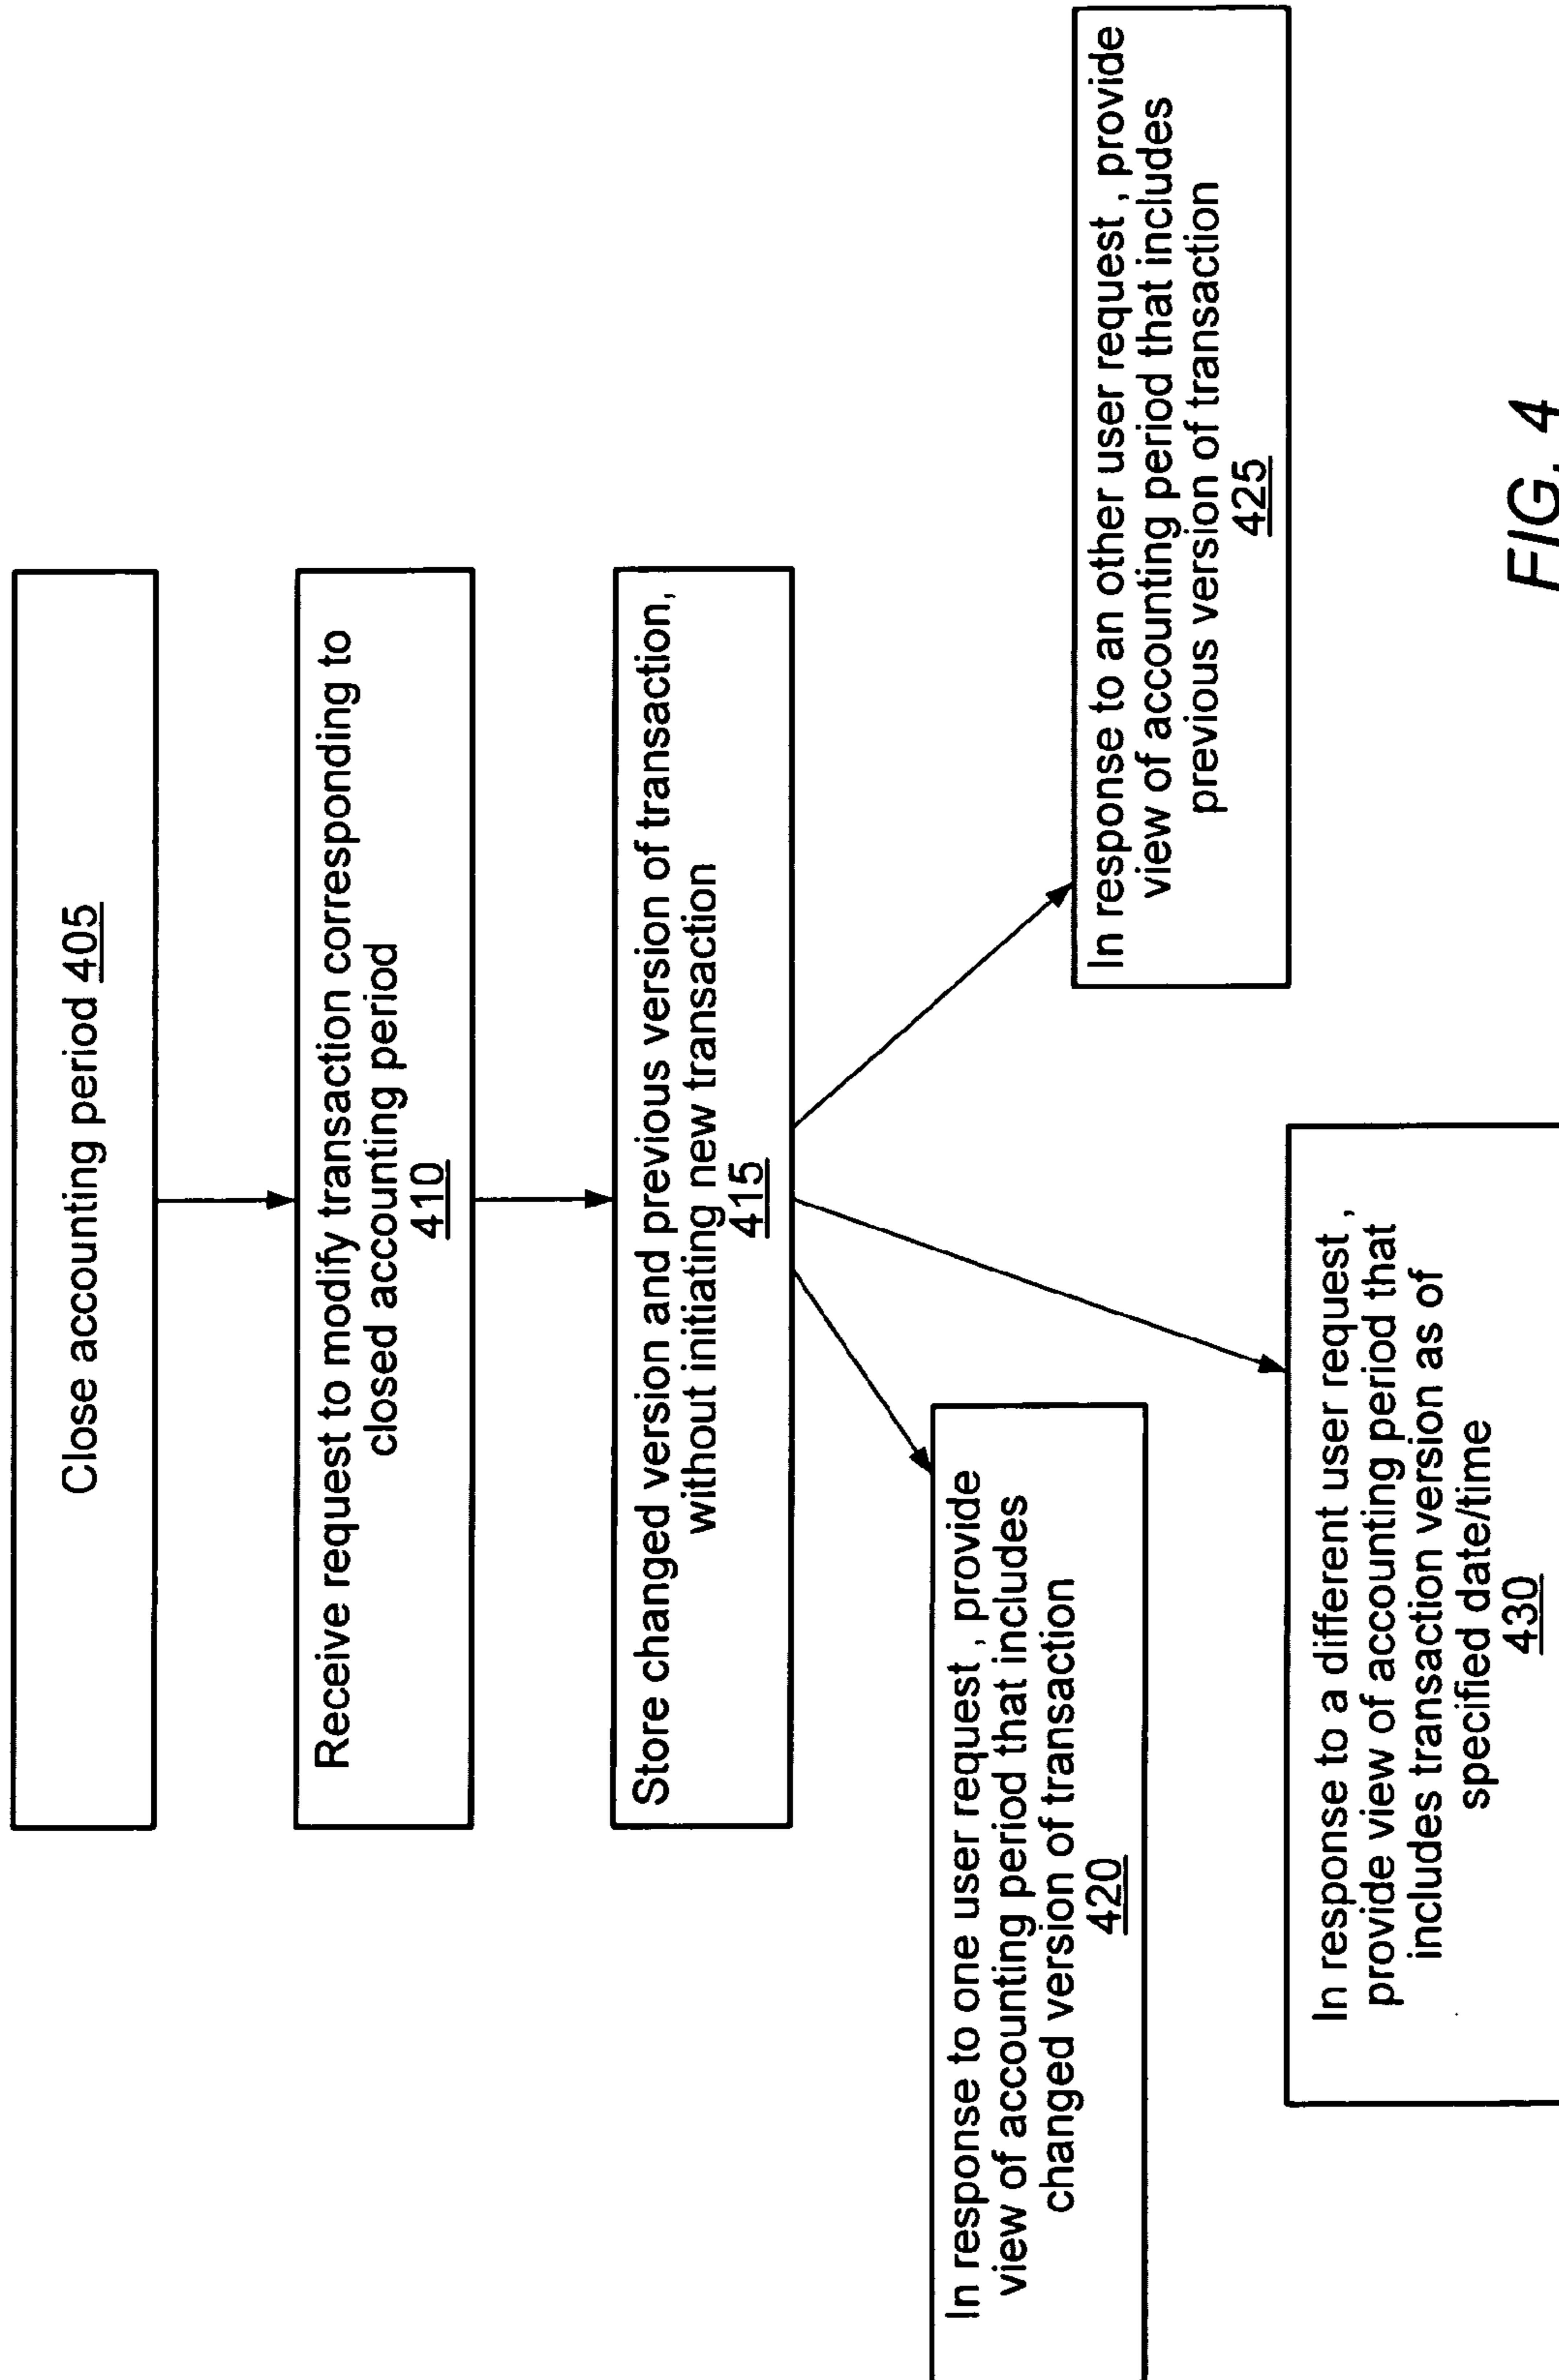 Close accounting period 405
Receive request to modify transaction corresponding to
closed accounting period
410
Store changed version and previous version of transaction,
without initiating new transaction
415
In response to one user request , provide
view of accounting period that includes
changed version of transaction
420
In response to an other user request , provide
view of accounting period that includes
previous version of transaction
425
In response to a different user request ,
provide view of accounting period that
includes transaction version as of
specified date/time
430
FIG. 4